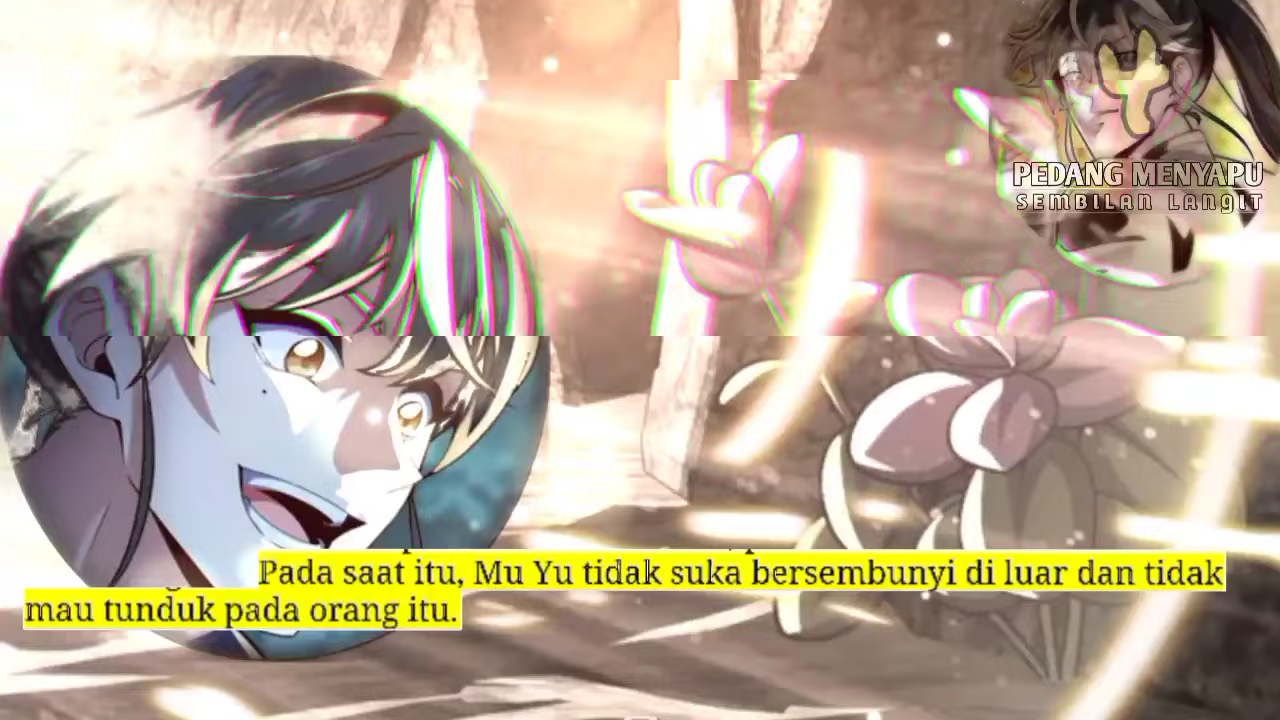 PEDANG MENYAPU
SEMBILAN LANGIT
Pada saat itu, Mu Yu tidak suka bersembunyi di luar dan tidak
mau tunduk pada orang itu.